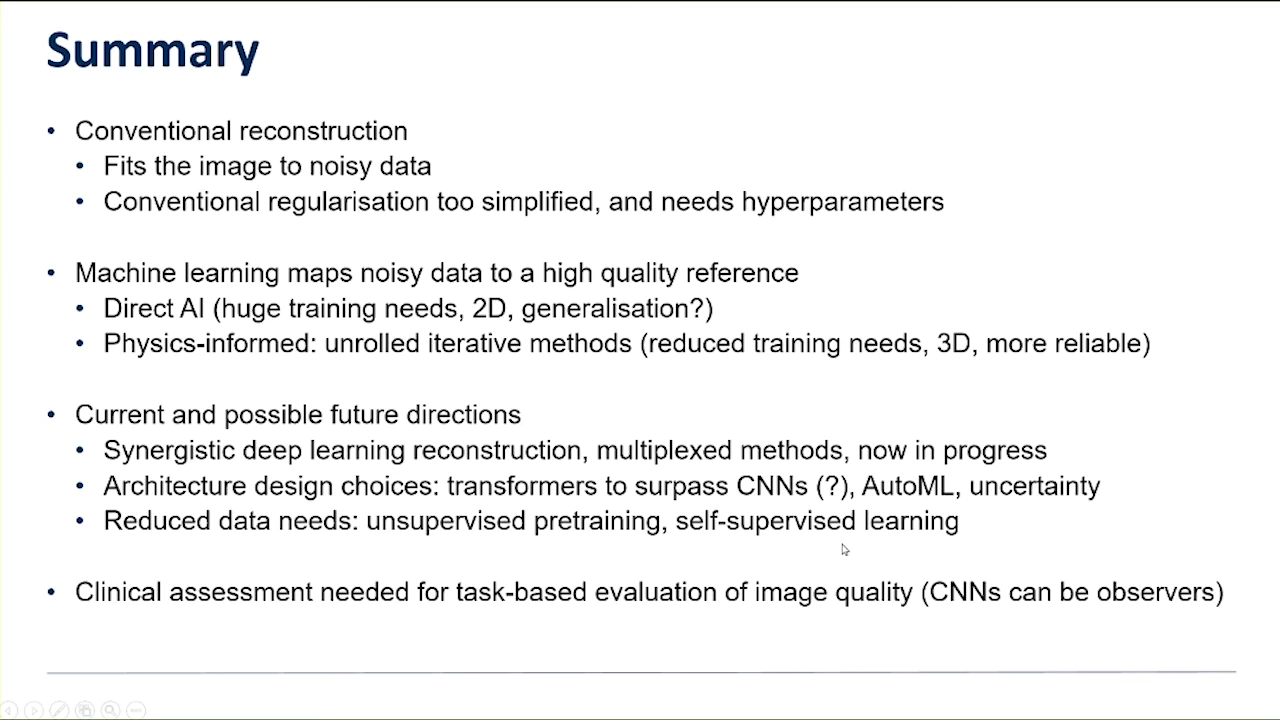 Summary
• Conventional reconstruction
• Fits the image to noisy data
• Conventional regularisation too simplified, and needs hyperparameters
• Machine learning maps noisy data to a high quality reference
• Direct AI (huge training needs, 2D, generalisation?)
• Physics-informed: unrolled iterative methods (reduced training needs, 3D, more reliable)
• Current and possible future directions
• Synergistic deep learning reconstruction, multiplexed methods, now in progress
• Architecture design choices: transformers to surpass CNNs (?), AutoML, uncertainty
• Reduced data needs: unsupervised pretraining, self-supervised learning
• Clinical assessment needed for task-based evaluation of image quality (CNNs can be observers)